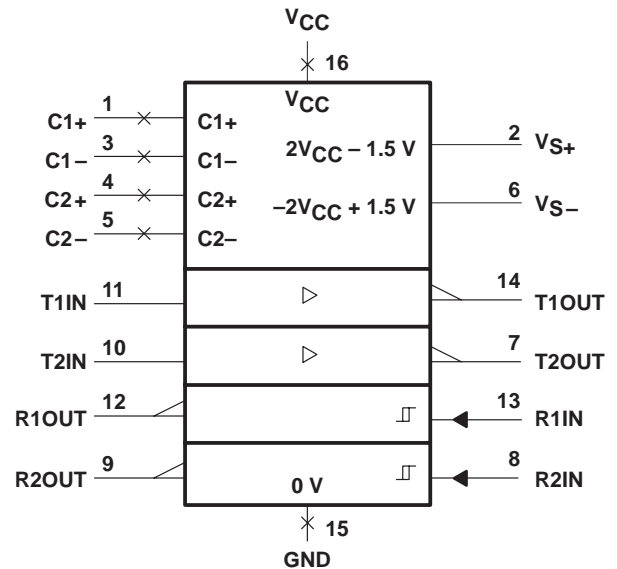 VCC
16
VCC
C1+ 1 C1+
C1− 3 C1−
2VCC − 1.5 V 2 VS+
C2+ 4 C2+
−2VCC + 1.5 V 6 VS−
C2− 5 C2−
T1IN 11 14 T1OUT
T2IN 10 7 T2OUT
R1OUT 12 13 R1IN
R2OUT 9 8 R2IN
0 V
15
GND